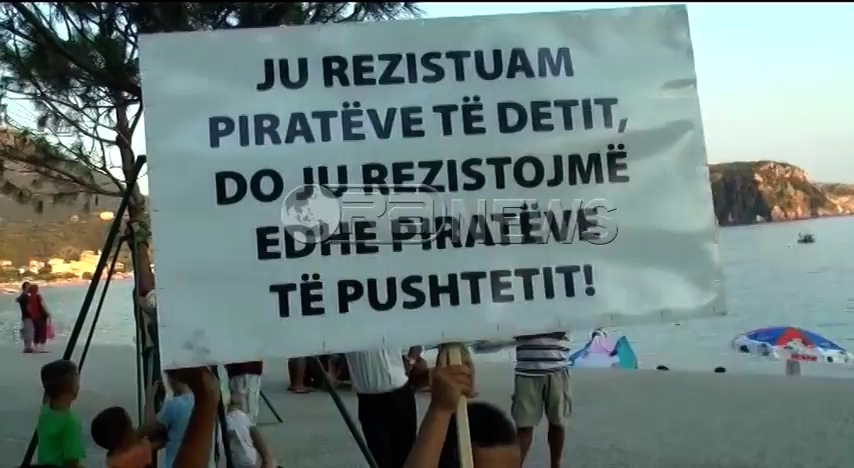 JU REZISTUAM
PIRATËVE TË DETIT,
DO JU REZISTOJMË
EDHE PIRATËVE
TË PUSHTETIT!